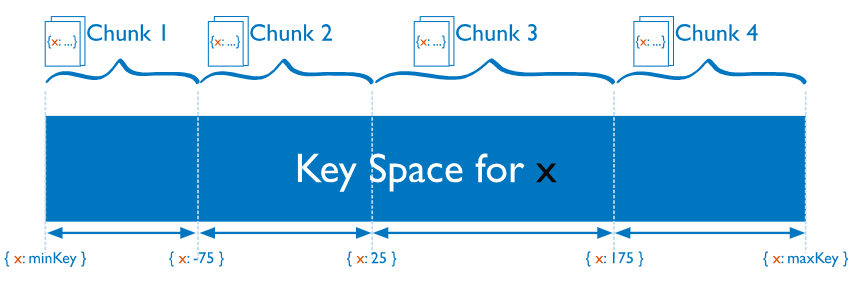 {x: ...} Chunk 1
{x: ...} Chunk 2
{x: ...} Chunk 3
{x: ...} Chunk 4
Key Space for x
{ x: minKey }
{ x: -75 }
{ x: 25 }
{ x: 175 }
{ x: maxKey }